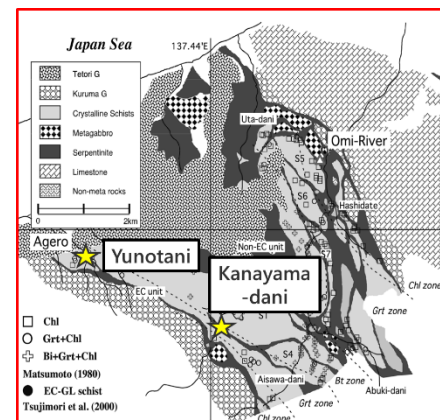 Japan Sea
137.44'E
Tetori G
Kuruma G
Crystalline Schists
Metagabbro
Serpentinite
Limestone
Non-meta rocks
0 2km
Uta-dani
Omi-River
S5
S6
Hashidate
S7
Agero
Yunotani
Non-EC unit
Kanayama
-dani
EC unit
S1
S4
Chl zone
Grt zone
Bt zone
Abuki-dani
Aisawa-dani
Grt zone
Chl zone
Chl
Grt+Chl
Bi+Grt+Chl
Matsumoto (1980)
EC-GL schist
Tsujimori et al. (2000)